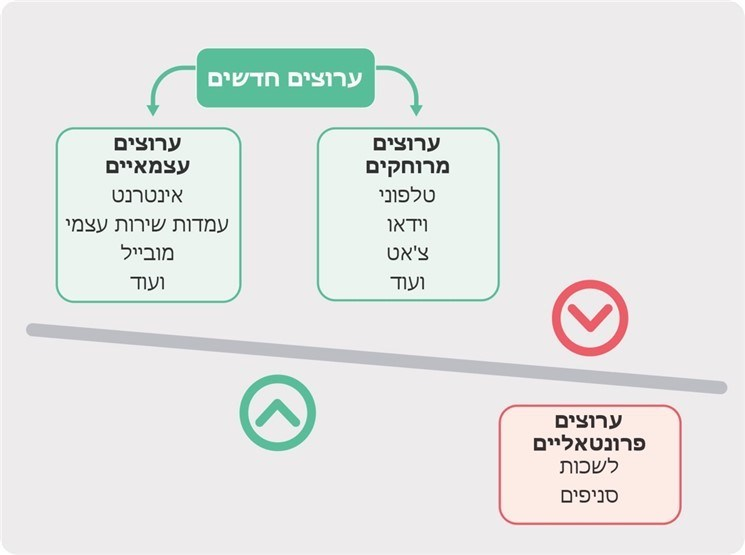 ערוצים חדשים
ערוצים
מרוחקים
טלפוני
וידאו
צ'אט
ועוד
ערוצים
עצמאיים
אינטרנט
עמדות שירות עצמי
מובייל
ועוד
ערוצים
פרונטאליים
לשכות
סניפים